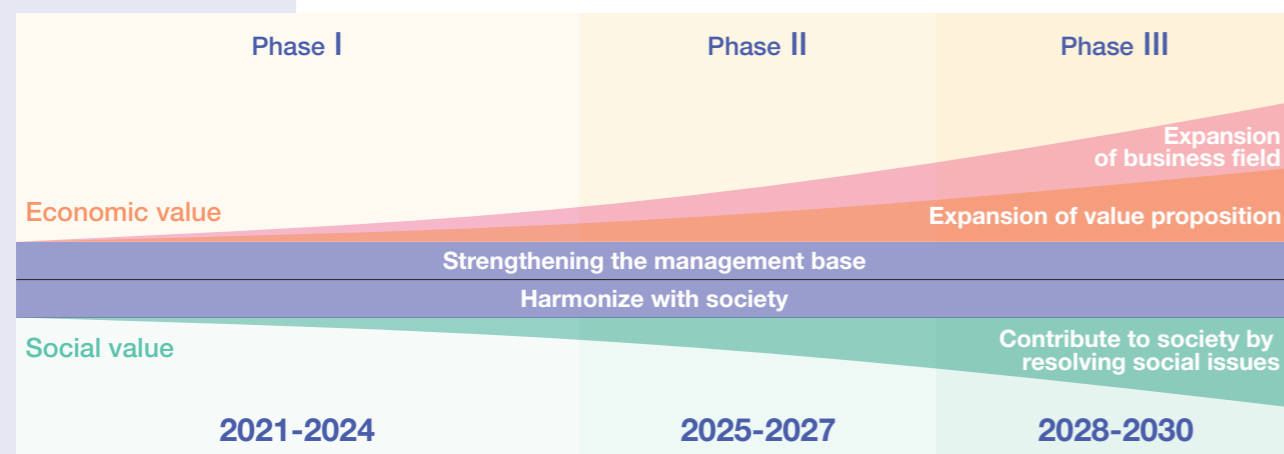 Phase I
Phase II
Phase III
Expansion
of business field
Economic value
Expansion of value proposition
Strengthening the management base
Harmonize with society
Social value
Contribute to society by
resolving social issues
2021-2024
2025-2027
2028-2030